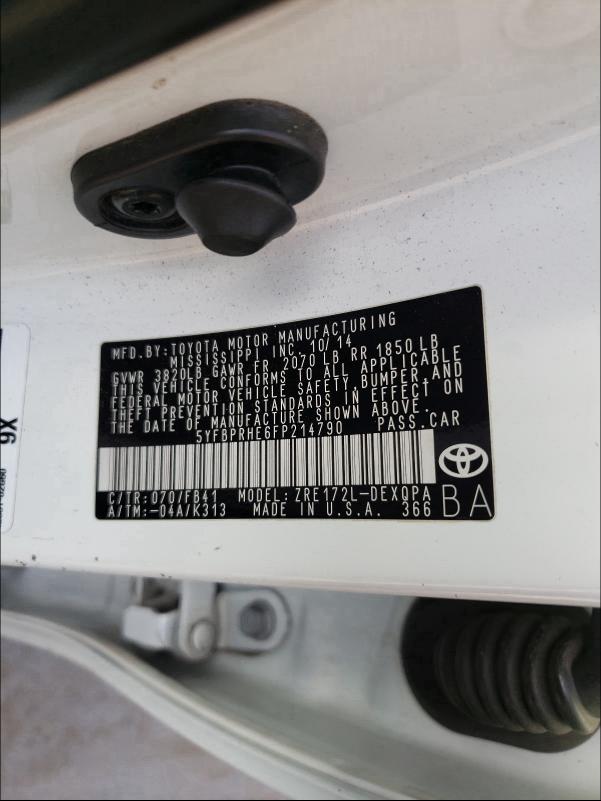 MFD.BY:TOYOTA MOTOR MANUFACTURING
MISSISSIPPI INC. 10/14
GVWR 3820LB GAWR FR 2070 LB RR 1850 LB
THIS VEHICLE CONFORMS TO ALL APPLICABLE
FEDERAL MOTOR VEHICLE SAFETY,BUMPER AND
THEFT PREVENTION STANDARDS IN EFFECT ON
THE DATE OF MANUFACTURE SHOWN ABOVE.
5YFBPRHE6FP214790 PASS.CAR
C/TR:070/FB41 MODEL: ZRE172L-DEXQPA
A/TM:-04A/K313 MADE IN U.S.A. 366
BA